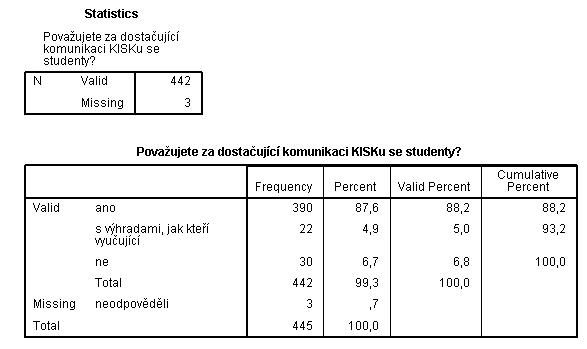 Statistics
Považujete za dostačující
komunikaci KISKu se
studenty?
N Valid 442
Missing 3
Považujete za dostačující komunikaci KISKu se studenty?
Frequency Percent Valid Percent Cumulative
Percent
Valid ano 390 87,6 88,2 88,2
s výhradami, jak kteří
vyučující 22 4,9 5,0 93,2
ne 30 6,7 6,8 100,0
Total 442 99,3 100,0
Missing neodpověděli 3 ,7
Total 445 100,0